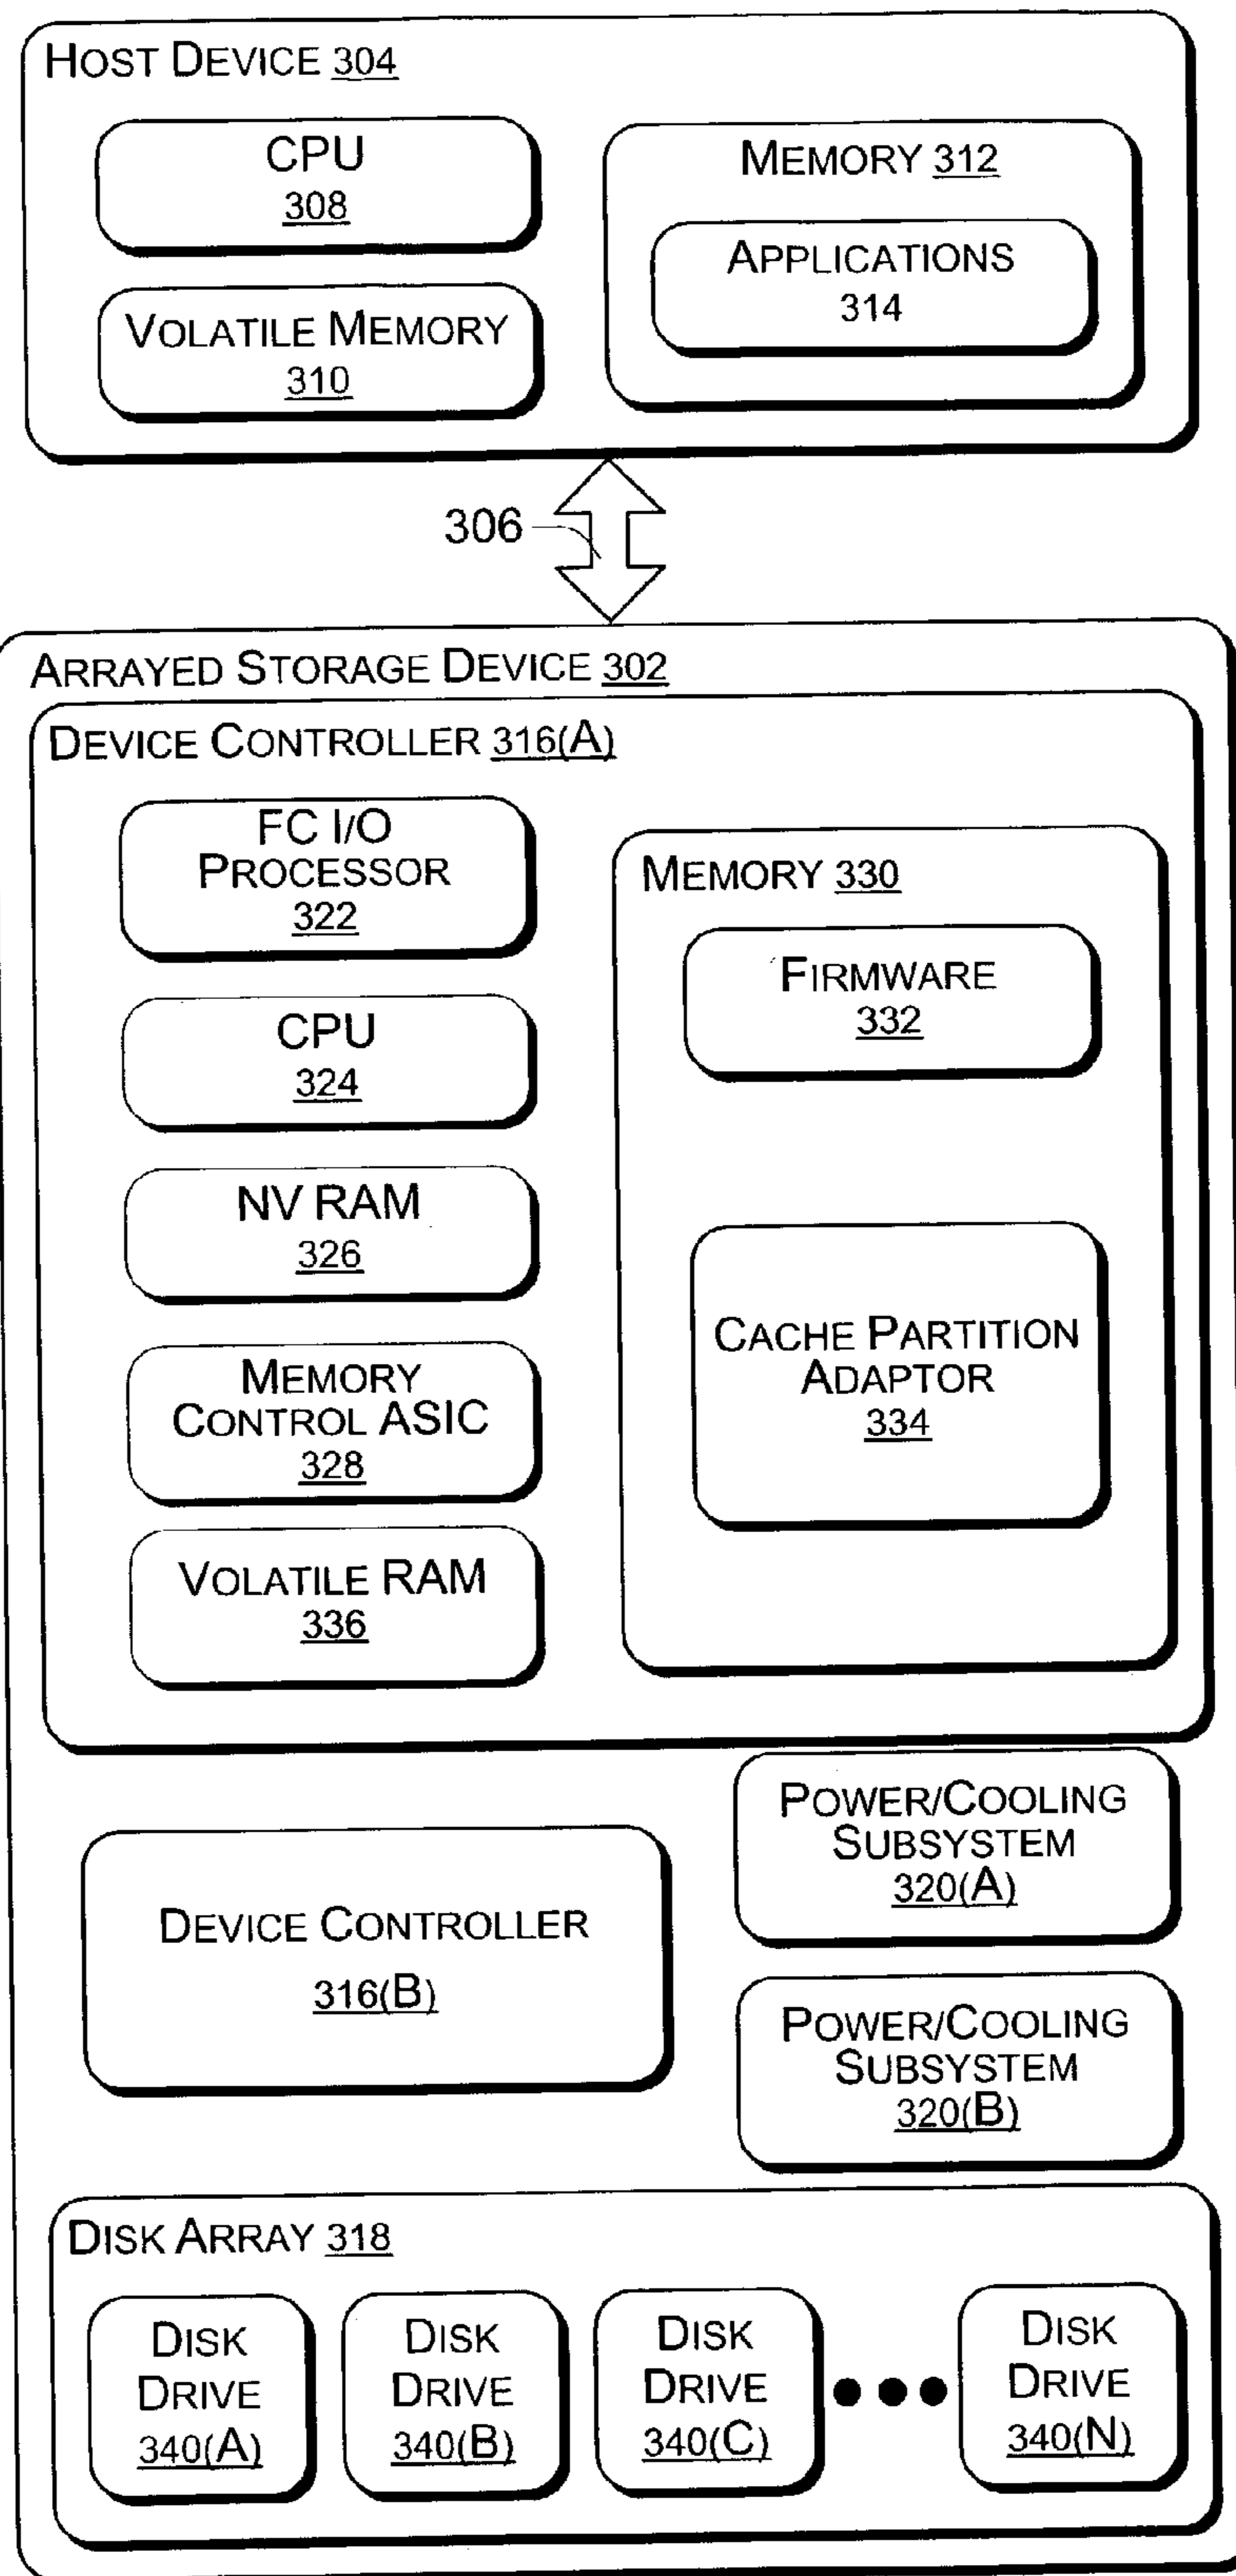 HOST DEVICE 304
CPU
308
VOLATILE MEMORY
310
MEMORY 312
APPLICATIONS
314
306
ARRAYED STORAGE DEVICE 302
DEVICE CONTROLLER 316(A)
FC I/O
PROCESSOR
322
CPU
324
NV RAM
326
MEMORY
CONTROL ASIC
328
VOLATILE RAM
336
MEMORY 330
FIRMWARE
332
CACHE PARTITION
ADAPTOR
334
DEVICE CONTROLLER
316(B)
POWER/COOLING
SUBSYSTEM
320(A)
POWER/COOLING
SUBSYSTEM
320(B)
DISK ARRAY 318
DISK
DRIVE
340(A)
DISK
DRIVE
340(B)
DISK
DRIVE
340(C)
DISK
DRIVE
340(N)